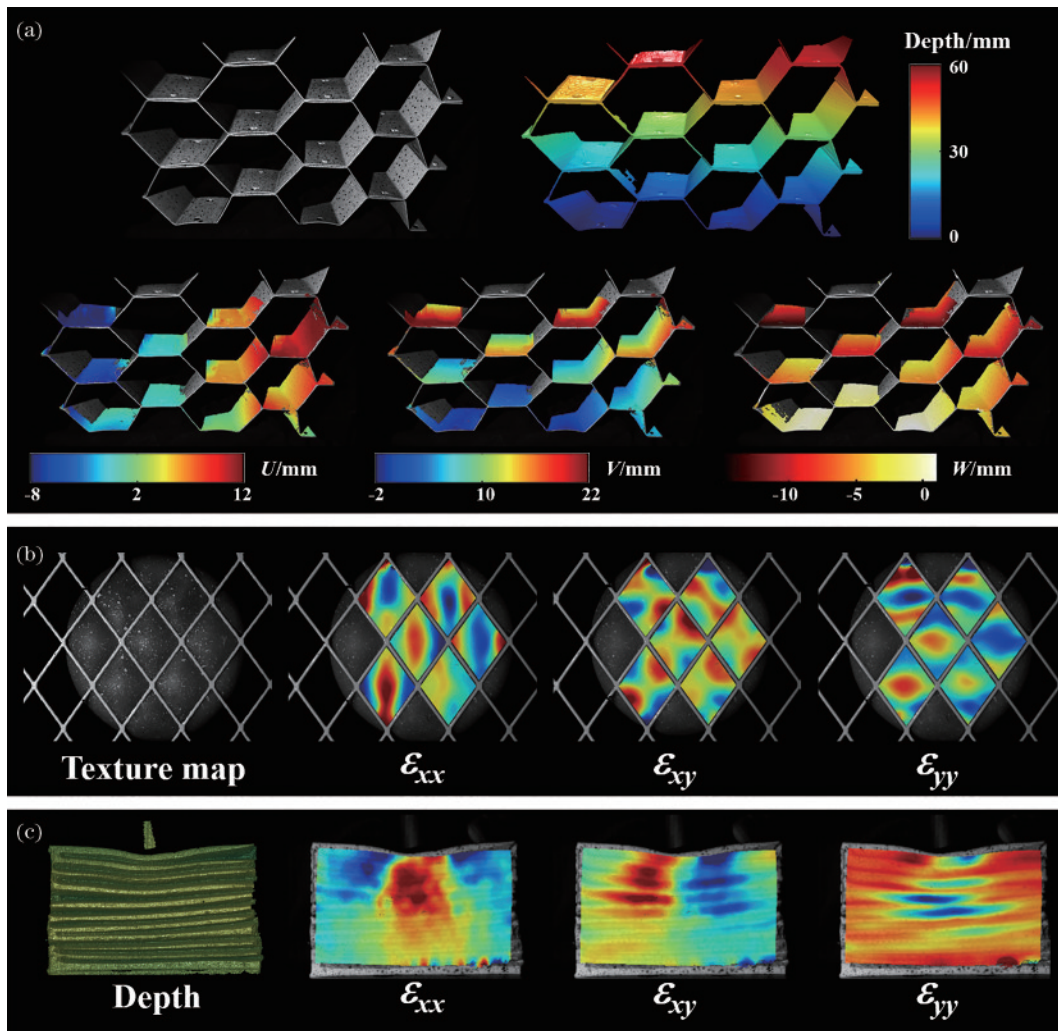 (a)
Depth/mm
60
30
0
-8 2 12 U/mm
-2 10 22 V/mm
-10 -5 0 W/mm
(b)
Texture map εxx εxy εyy
(c)
Depth εxx εxy εyy